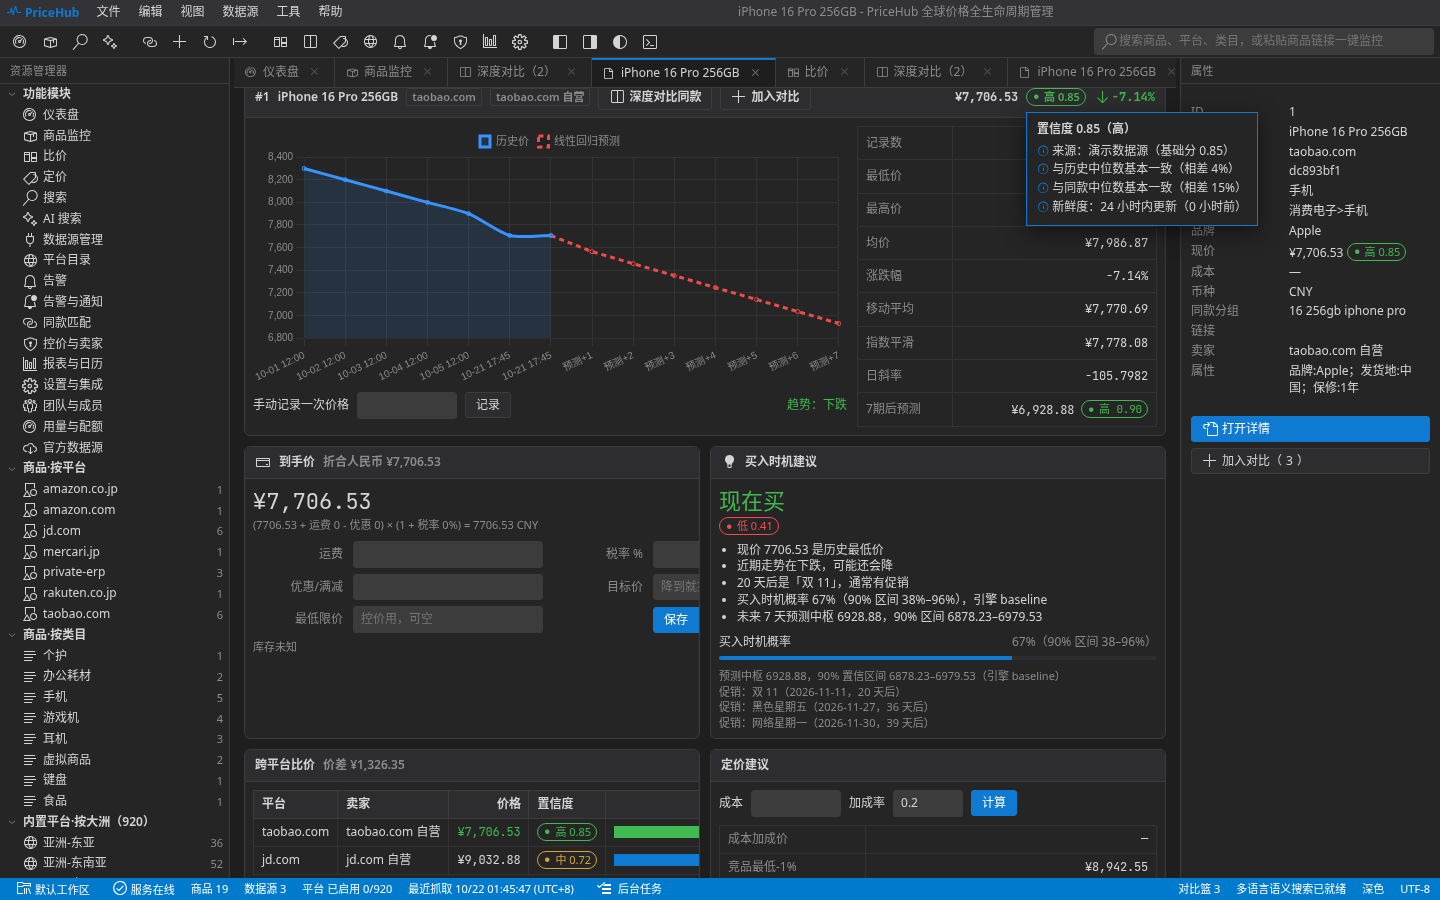 PriceHub 文件 编辑 视图 数据源 工具 帮助
iPhone 16 Pro 256GB - PriceHub 全球价格全生命周期管理
搜索商品、平台、类目，或粘贴商品链接一键监控
资源管理器
功能模块
仪表盘
商品监控
比价
定价
搜索
AI 搜索
数据源管理
平台目录
告警
告警与通知
同款匹配
控价与卖家
报表与日历
设置与集成
团队与成员
用量与配额
官方数据源
商品·按平台
amazon.co.jp 1
amazon.com 1
jd.com 6
mercari.jp 1
private-erp 3
rakuten.co.jp 1
taobao.com 6
商品·按类目
个护 1
办公耗材 2
手机 5
游戏机 4
耳机 3
虚拟商品 2
键盘 1
食品 1
内置平台·按大洲（920）
亚洲-东亚 36
亚洲-东南亚 52
仪表盘 商品监控 深度对比（2） iPhone 16 Pro 256GB 比价 深度对比（2） iPhone 16 Pro 256GB
#1 iPhone 16 Pro 256GB taobao.com taobao.com 自营 深度对比同款 加入对比 ¥7,706.53 高 0.85 -7.14%
历史价 线性回归预测
8,400
8,200
8,000
7,800
7,600
7,400
7,200
7,000
6,800
10-01 12:00 10-02 12:00 10-03 12:00 10-04 12:00 10-05 12:00 10-21 17:45 10-21 17:45 预测+1 预测+2 预测+3 预测+4 预测+5 预测+6 预测+7
手动记录一次价格 记录 趋势：下跌
记录数
最低价
最高价
均价 ¥7,986.87
涨跌幅 -7.14%
移动平均 ¥7,770.69
指数平滑 ¥7,778.08
日斜率 -105.7982
7期后预测 ¥6,928.88 高 0.90
置信度 0.85（高）
来源：演示数据源（基础分 0.85）
与历史中位数基本一致（相差 4%）
与同款中位数基本一致（相差 15%）
新鲜度：24 小时内更新（0 小时前）
到手价 折合人民币 ¥7,706.53
¥7,706.53
(7706.53 + 运费 0 - 优惠 0) × (1 + 税率 0%) = 7706.53 CNY
运费 税率 %
优惠/满减 目标价 降到就
最低限价 控价用，可空 保存
库存未知
买入时机建议
现在买
低 0.41
现价 7706.53 是历史最低价
近期走势在下跌，可能还会降
20 天后是「双 11」，通常有促销
买入时机概率 67%（90% 区间 38%–96%），引擎 baseline
未来 7 天预测中枢 6928.88，90% 区间 6878.23–6979.53
买入时机概率 67%（90% 区间 38–96%）
预测中枢 6928.88，90% 置信区间 6878.23–6979.53（引擎 baseline）
促销：双 11（2026-11-11，20 天后）
促销：黑色星期五（2026-11-27，36 天后）
促销：网络星期一（2026-11-30，39 天后）
跨平台比价 价差 ¥1,326.35
平台 卖家 价格 置信度
taobao.com taobao.com 自营 ¥7,706.53 高 0.85
jd.com jd.com 自营 ¥9,032.88 中 0.72
定价建议
成本 加成率 0.2 计算
成本加成价 —
竞品最低-1% ¥8,942.55
属性
ID 1
iPhone 16 Pro 256GB
taobao.com
dc893bf1
手机
消费电子>手机
品牌 Apple
现价 ¥7,706.53 高 0.85
成本 —
币种 CNY
同款分组 16 256gb iphone pro
链接
卖家 taobao.com 自营
属性 品牌:Apple；发货地:中
国；保修:1年
打开详情
加入对比（ 3 ）
默认工作区 服务在线 商品 19 数据源 3 平台 已启用 0/920 最近抓取 10/22 01:45:47 (UTC+8) 后台任务 对比篮 3 多语言语义搜索已就绪 深色 UTF-8